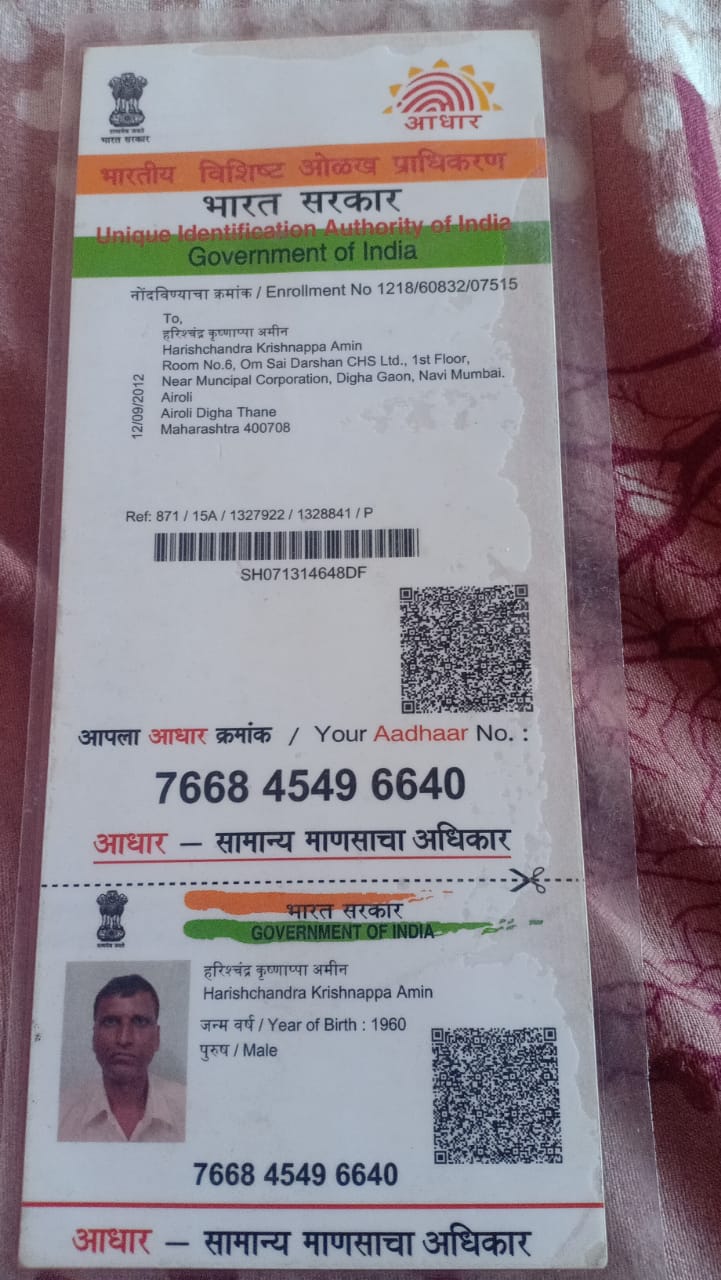 सत्यमेव जयते
भारत सरकार
आधार
भारतीय विशिष्ट ओळख प्राधिकरण
भारत सरकार
Unique Identification Authority of India
Government of India
नोंदविण्याचा क्रमांक / Enrollment No 1218/60832/07515
To,
हरिश्चंद्र कृष्णाप्पा अमीन
Harishchandra Krishnappa Amin
Room No.6, Om Sai Darshan CHS Ltd., 1st Floor,
Near Muncipal Corporation, Digha Gaon, Navi Mumbai.
Airoli
Airoli Digha Thane
Maharashtra 400708
12/09/2012
Ref: 871 / 15A / 1327922 / 1328841 / P
SH071314648DF
आपला आधार क्रमांक / Your Aadhaar No. :
7668 4549 6640
आधार – सामान्य माणसाचा अधिकार
सत्यमेव जयते
भारत सरकार
GOVERNMENT OF INDIA
हरिश्चंद्र कृष्णाप्पा अमीन
Harishchandra Krishnappa Amin
जन्म वर्ष / Year of Birth : 1960
पुरुष / Male
7668 4549 6640
आधार – सामान्य माणसाचा अधिकार